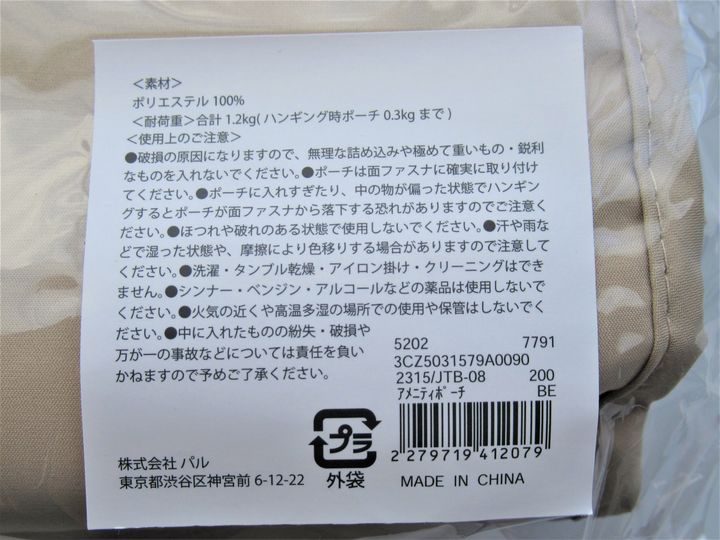 ＜素材＞
ポリエステル 100%
＜耐荷重＞合計 1.2kg( ハンギング時ポーチ 0.3kg まで )
＜使用上のご注意＞
●破損の原因になりますので、無理な詰め込みや極めて重いもの・鋭利
なものを入れないでください。●ポーチは面ファスナに確実に取り付け
てください。●ポーチに入れすぎたり、中の物が偏った状態でハンギン
グするとポーチが面ファスナから落下する恐れがありますのでご注意く
ださい。●ほつれや破れのある状態で使用しないでください。●汗や雨な
どで湿った状態や、摩擦により色移りする場合がありますので注意して
ください。●洗濯・タンブル乾燥・アイロン掛け・クリーニングはでき
ません。●シンナー・ベンジン・アルコールなどの薬品は使用しないで
ください。●火気の近くや高温多湿の場所での使用や保管はしないでく
ださい。●中に入れたものの紛失・破損や
万が一の事故などについては責任を負い
かねますので予めご了承ください。
5202 7791
3CZ5031579A0090
2315/JTB-08 200
ｱﾒﾆﾃｨﾎﾟｰﾁ BE
2 279719 412079
MADE IN CHINA
プラ
外袋
株式会社 パル
東京都渋谷区神宮前 6-12-22